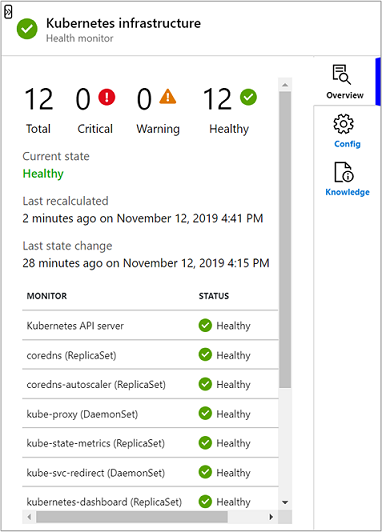 Kubernetes infrastructure
Health monitor
12 0 0 12
Total Critical Warning Healthy
Current state
Healthy
Last recalculated
2 minutes ago on November 12, 2019 4:41 PM
Last state change
28 minutes ago on November 12, 2019 4:15 PM
MONITOR STATUS
Kubernetes API server Healthy
coredns (ReplicaSet) Healthy
coredns-autoscaler (ReplicaSet) Healthy
kube-proxy (DaemonSet) Healthy
kube-state-metrics (ReplicaSet) Healthy
kube-svc-redirect (DaemonSet) Healthy
kubernetes-dashboard (ReplicaSet) Healthy
Overview
Config
Knowledge